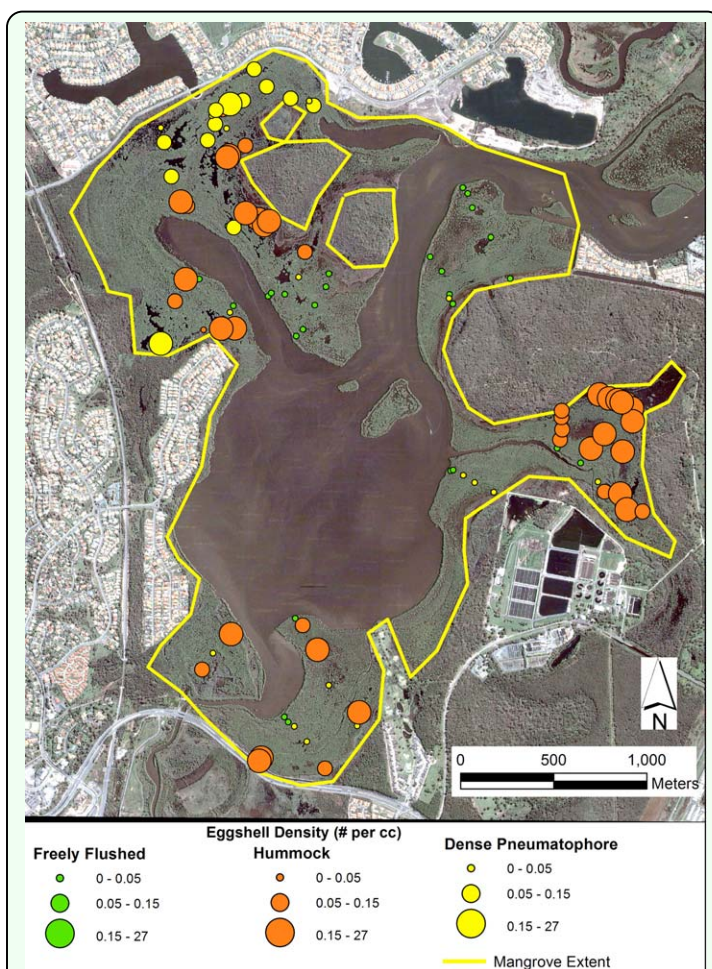 N
0 500 1,000
Meters
Eggshell Density (# per cc)
Freely Flushed Hummock Dense Pneumatophore
0 - 0.05 0 - 0.05 0 - 0.05
0.05 - 0.15 0.05 - 0.15 0.05 - 0.15
0.15 - 27 0.15 - 27 0.15 - 27
Mangrove Extent